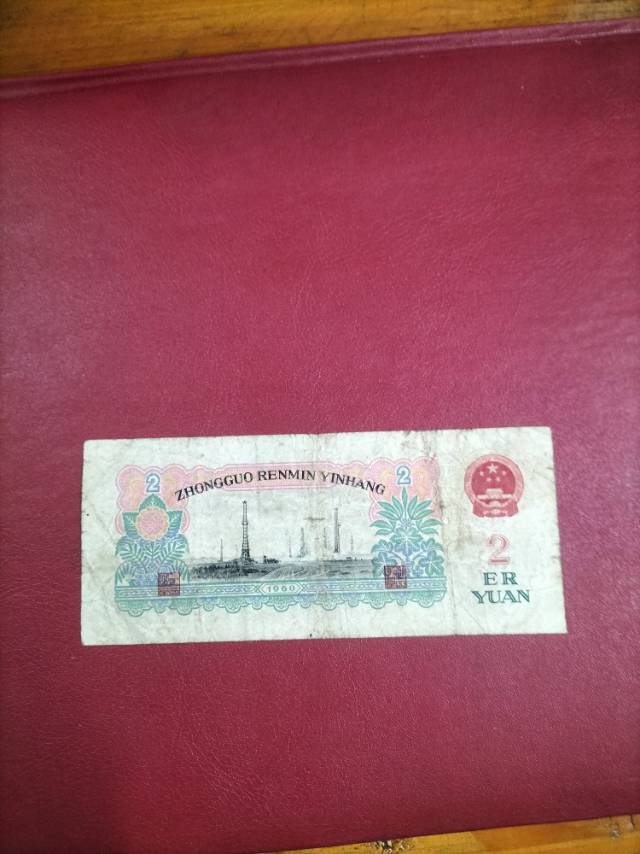 2
ZHONGGUO RENMIN YINHANG
2
1960
2
ER
YUAN